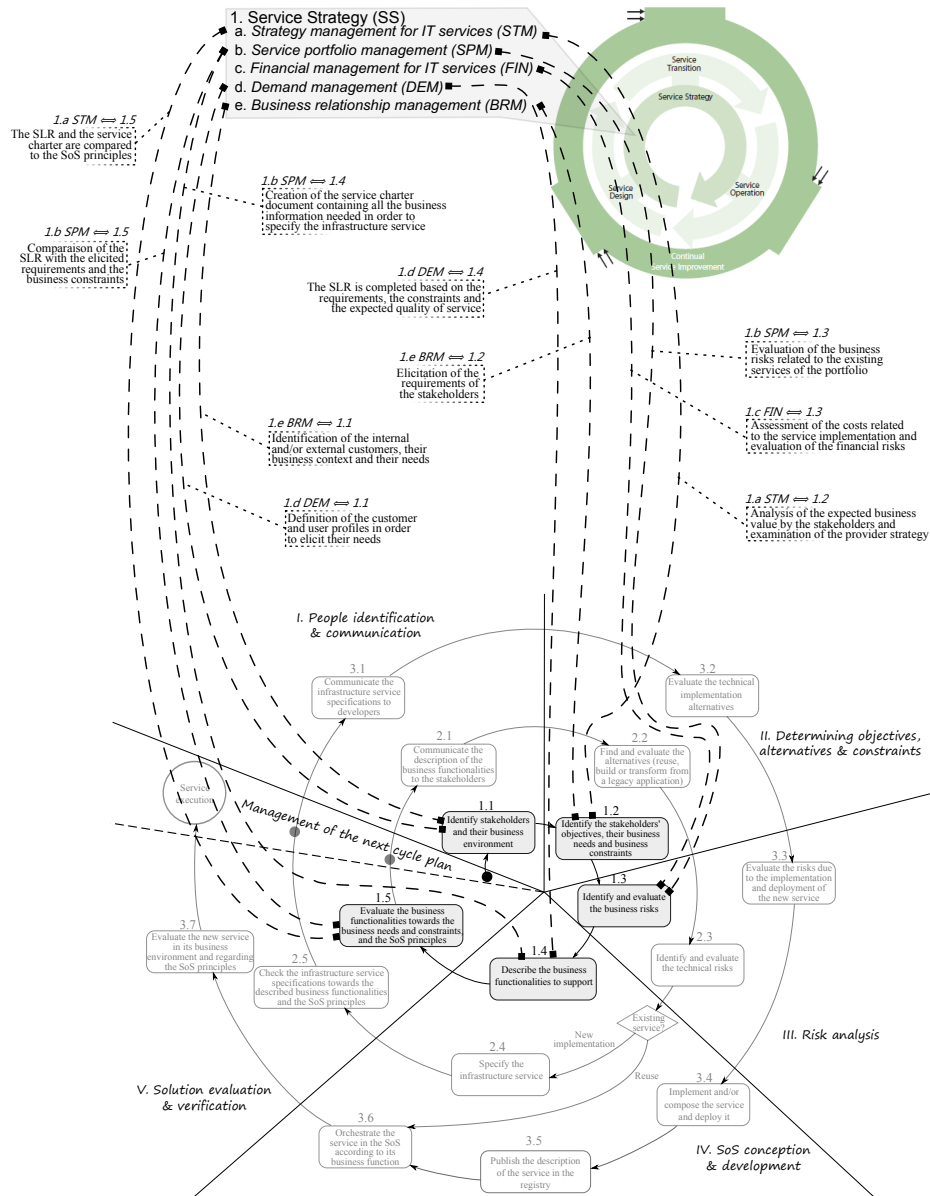 1. Service Strategy (SS)
a. Strategy management for IT services (STM)
b. Service portfolio management (SPM)
c. Financial management for IT services (FIN)
d. Demand management (DEM)
e. Business relationship management (BRM)
Service
Transition
Service Strategy
Service
Design
Service
Operation
Continual
Service Improvement
1.a STM ⟺ 1.5
The SLR and the service
charter are compared
to the SoS principles
1.b SPM ⟺ 1.4
Creation of the service charter
document containing all the
business
information needed in order to
specify the infrastructure service
1.b SPM ⟺ 1.5
Comparaison of the
SLR with the elicited
requirements and the
business constraints
1.d DEM ⟺ 1.4
The SLR is completed based on the
requirements, the constraints and
the expected quality of service
1.e BRM ⟺ 1.2
Elicitation of the
requirements of
the stakeholders
1.b SPM ⟺ 1.3
Evaluation of the business
risks related to the existing
services of the portfolio
1.c FIN ⟺ 1.3
Assessment of the costs related
to the service implementation and
evaluation of the financial risks
1.e BRM ⟺ 1.1
Identification of the internal
and/or external customers, their
business context and their needs
1.d DEM ⟺ 1.1
Definition of the customer
and user profiles in order
to elicit their needs
1.a STM ⟺ 1.2
Analysis of the expected business
value by the stakeholders and
examination of the provider strategy
I. People identification
& communication
3.1
Communicate the
infrastructure service
specifications to
developers
3.2
Evaluate the technical
implementation
alternatives
II. Determining objectives,
alternatives & constraints
2.1
Communicate the
description of the
business functionalities
to the stakeholders
2.2
Find and evaluate the
alternatives (reuse,
build or transform from
a legacy application)
Service
execution
Management of the next cycle plan
1.1
Identify stakeholders
and their business
environment
1.2
Identify the stakeholders'
objectives, their business
needs and business
constraints
1.3
Identify and evaluate
the business risks
3.3
Evaluate the risks due
to the implementation
and deployment of
the new service
1.5
Evaluate the business
functionalities towards the
business needs and constraints,
and the SoS principles
1.4
Describe the business
functionalities to support
3.7
Evaluate the new service
in its business
environment and regarding
the SoS principles
2.5
Check the infrastructure service
specifications towards the
described business functionalities
and the SoS principles
2.3
Identify and evaluate
the technical risks
Existing
service?
New
implementation
Reuse
2.4
Specify the
infrastructure service
III. Risk analysis
V. Solution evaluation
& verification
3.4
Implement and/or
compose the service
and deploy it
3.6
Orchestrate the
service in the SoS
according to its
business function
3.5
Publish the description
of the service in the
registry
IV. SoS conception
& development